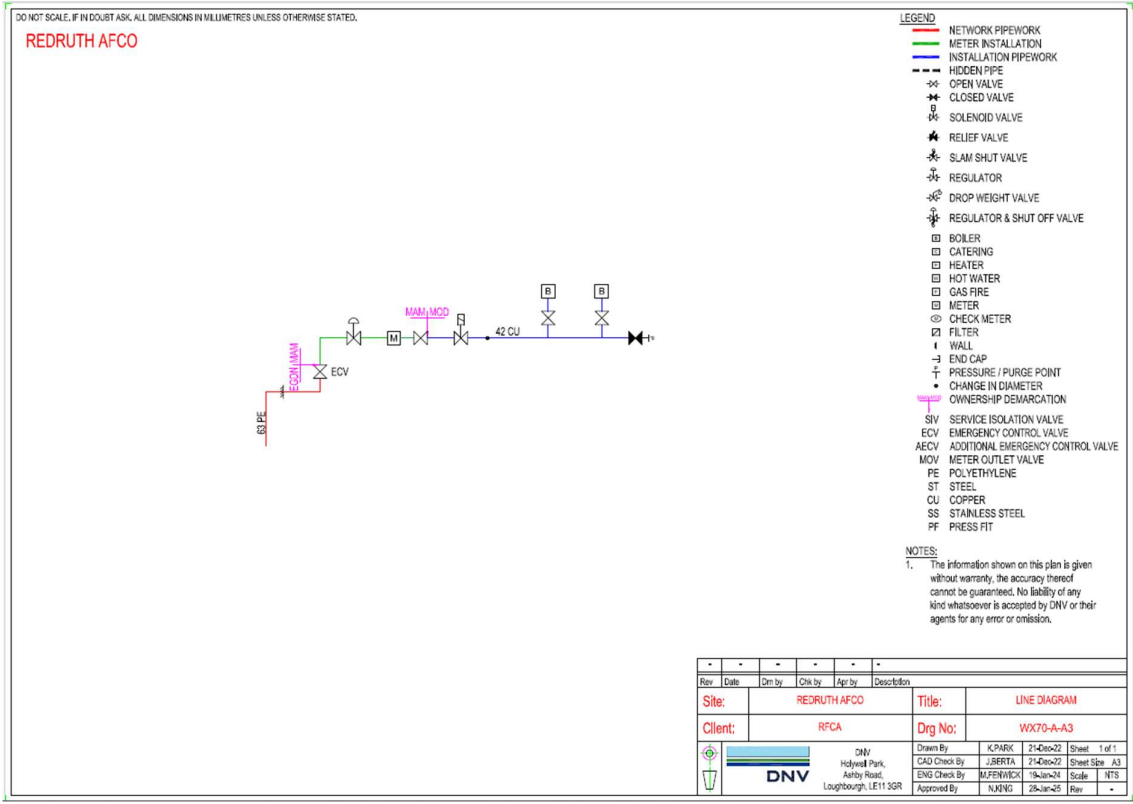 DO NOT SCALE, IF IN DOUBT ASK. ALL DIMENSIONS IN MILLIMETRES UNLESS OTHERWISE STATED.
REDRUTH AFCO
LEGEND
NETWORK PIPEWORK
METER INSTALLATION
INSTALLATION PIPEWORK
HIDDEN PIPE
OPEN VALVE
CLOSED VALVE
SOLENOID VALVE
RELIEF VALVE
SLAM SHUT VALVE
REGULATOR
DROP WEIGHT VALVE
REGULATOR & SHUT OFF VALVE
BOILER
CATERING
HEATER
HOT WATER
GAS FIRE
METER
CHECK METER
FILTER
WALL
END CAP
PRESSURE / PURGE POINT
CHANGE IN DIAMETER
OWNERSHIP DEMARCATION
SIV SERVICE ISOLATION VALVE
ECV EMERGENCY CONTROL VALVE
AECV ADDITIONAL EMERGENCY CONTROL VALVE
MOV METER OUTLET VALVE
PE POLYETHYLENE
ST STEEL
CU COPPER
SS STAINLESS STEEL
PF PRESS FIT
B B
MAM MOD
42 CU
M
EGDN MAM
ECV
63 PE
NOTES:
1. The information shown on this plan is given
without warranty, the accuracy thereof
cannot be guaranteed. No liability of any
kind whatsoever is accepted by DNV or their
agents for any error or omission.
- - - - - -
Rev Date Drn by Chk by Apr by Description
Site: REDRUTH AFCO Title: LINE DIAGRAM
Client: RFCA Drg No: WX70-A-A3
DNV
DNV
Holywell Park,
Ashby Road,
Loughbourgh, LE11 3GR
Drawn By K.PARK 21-Dec-22 Sheet 1 of 1
CAD Check By J.BERTA 21-Dec-22 Sheet Size A3
ENG Check By M.FENWICK 19-Jan-24 Scale NTS
Approved By N.KING 28-Jan-25 Rev -